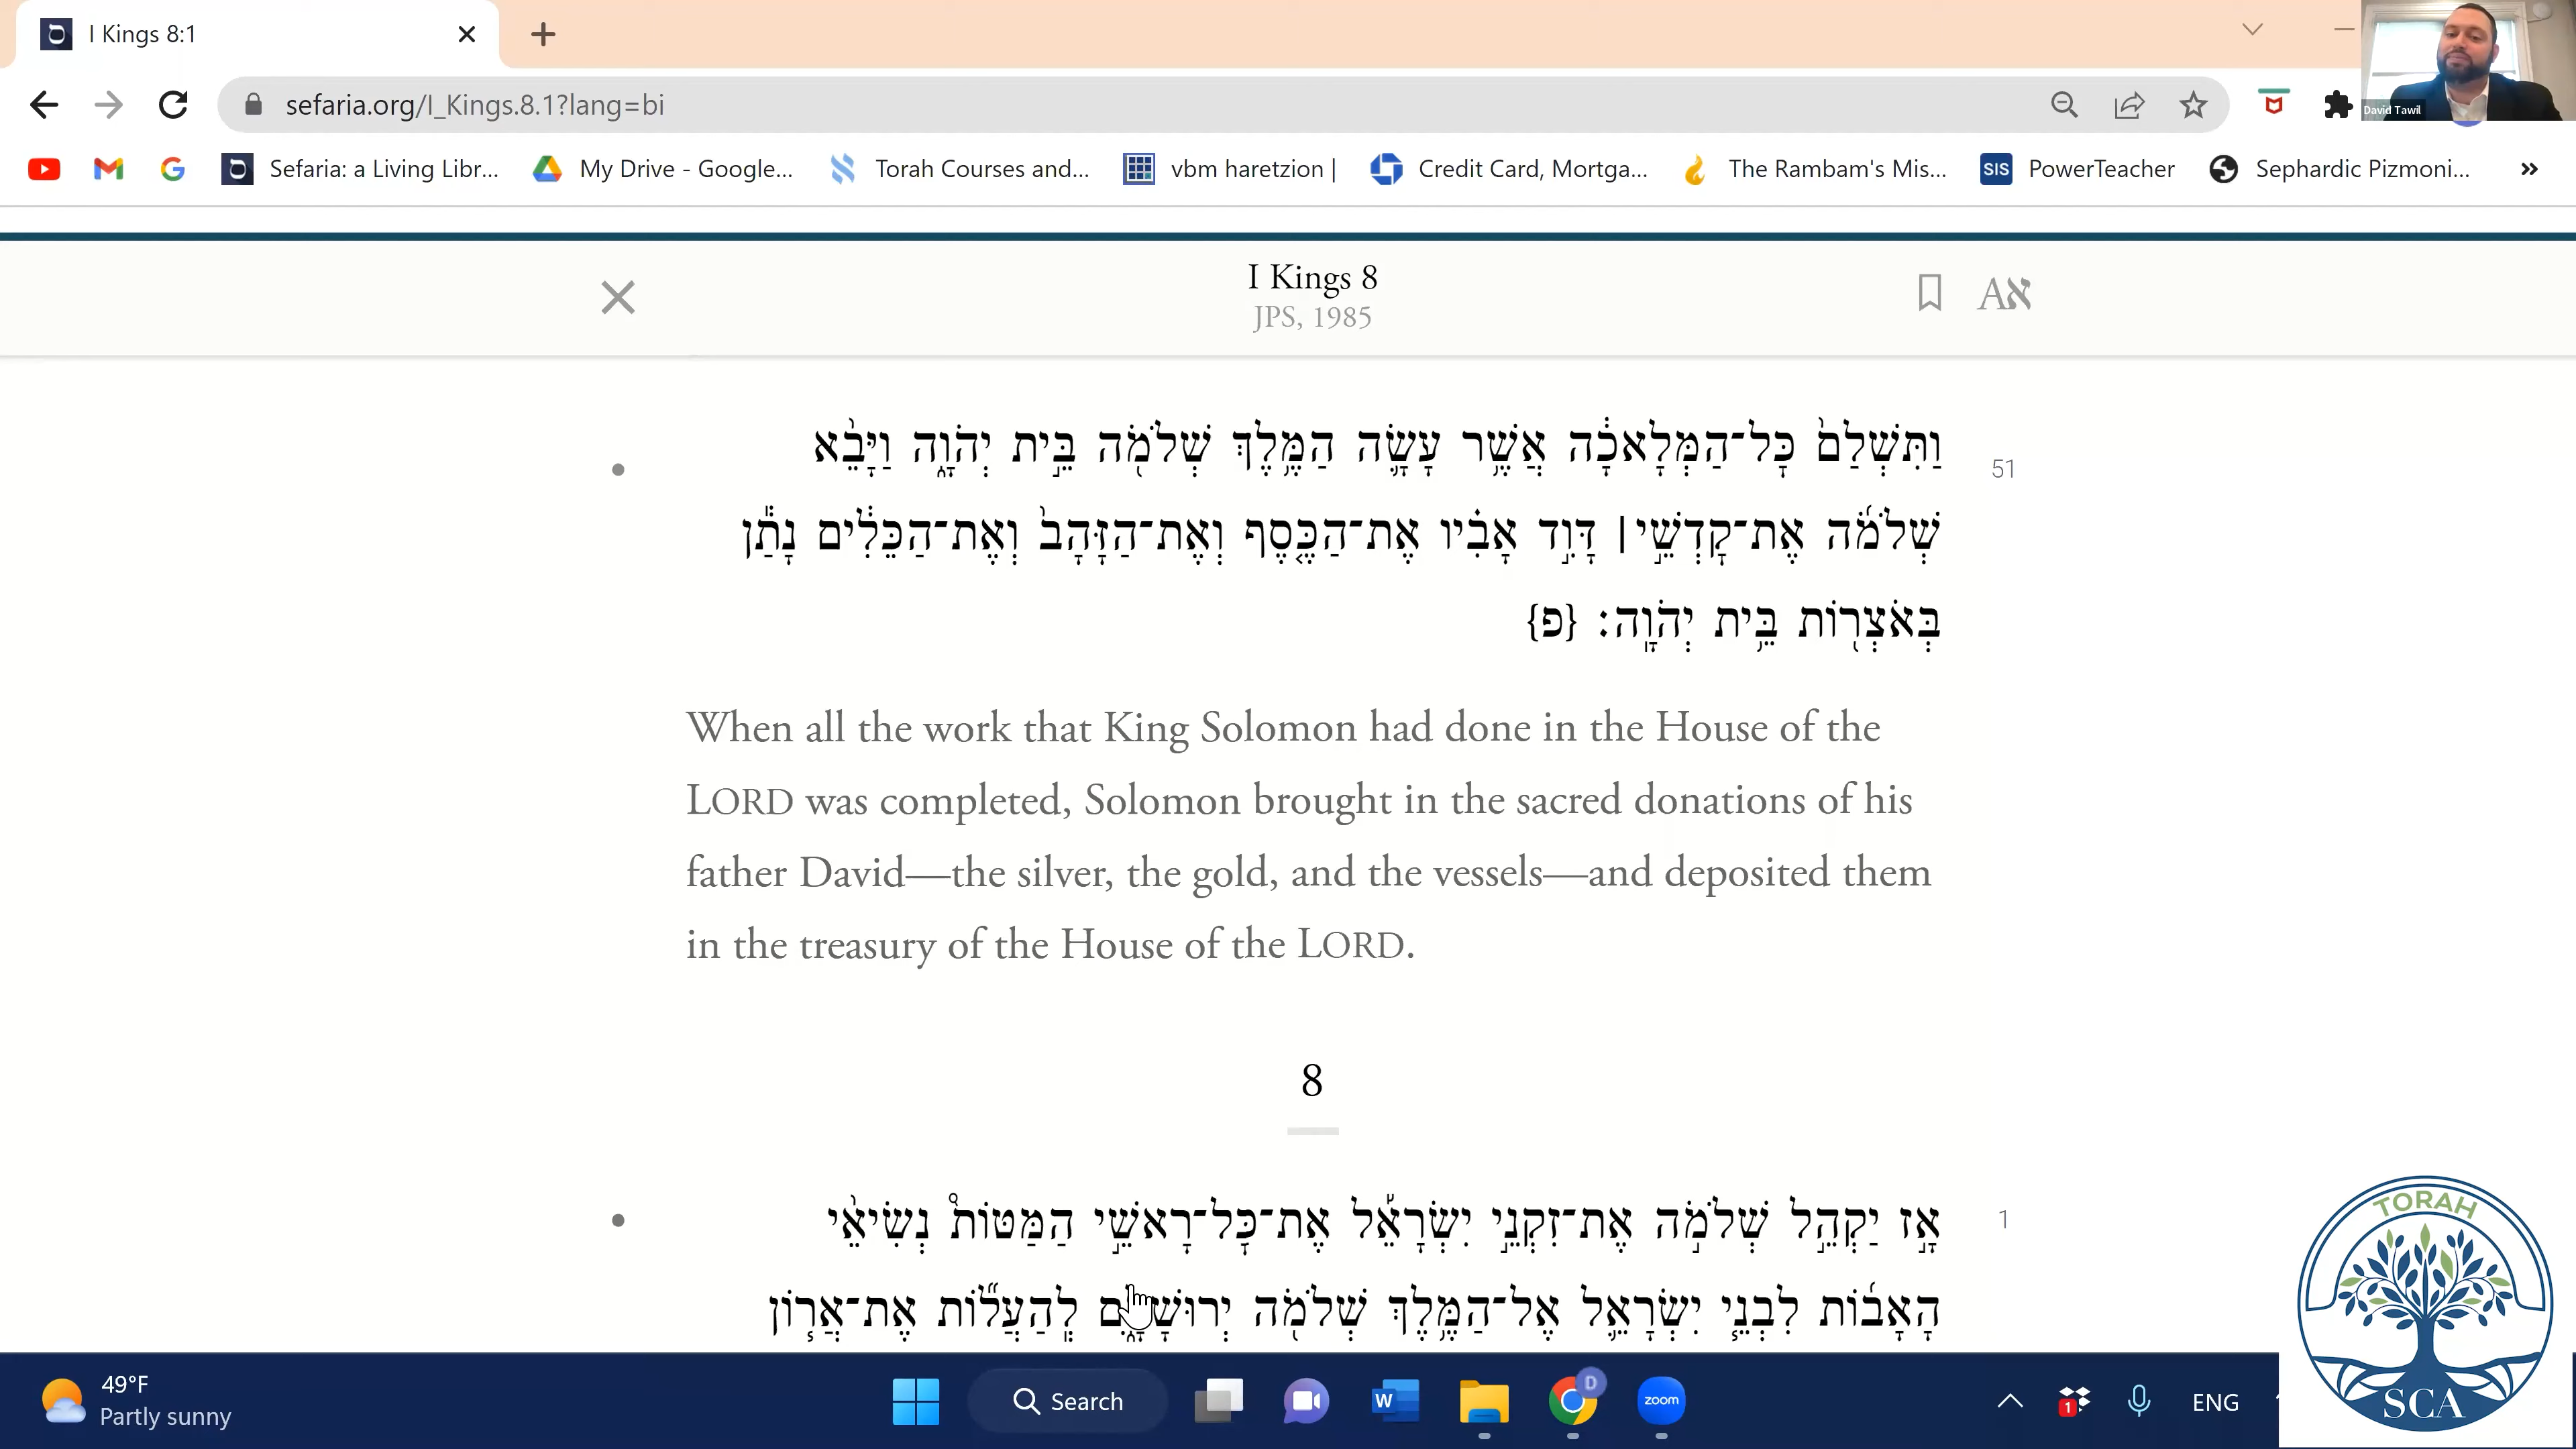 I Kings 8:1
sefaria.org/I_Kings.8.1?lang=bi
David Tawil
Sefaria: a Living Libr...
My Drive - Google...
Torah Courses and...
vbm haretzion |
Credit Card, Mortga...
The Rambam's Mis...
SIS
PowerTeacher
Sephardic Pizmoni...
I Kings 8
JPS, 1985
Aא
51
וַתִּשְׁלַם֙ כׇּל־הַמְּלָאכָ֔ה אֲשֶׁ֥ר עָשָׂ֛ה הַמֶּ֥לֶךְ שְׁלֹמֹ֖ה בֵּ֣ית יְהֹוָ֑ה וַיָּבֵ֨א
שְׁלֹמֹ֜ה אֶת־קׇדְשֵׁ֣י ׀ דָּוִ֣ד אָבִ֗יו אֶת־הַכֶּ֤סֶף וְאֶת־הַזָּהָב֙ וְאֶת־הַכֵּלִ֔ים נָתַ֕ן
בְּאֹצְר֖וֹת בֵּ֥ית יְהֹוָֽה׃ {פ}
When all the work that King Solomon had done in the House of the
LORD was completed, Solomon brought in the sacred donations of his
father David—the silver, the gold, and the vessels—and deposited them
in the treasury of the House of the LORD.
8
1
אָ֣ז יַקְהֵ֣ל שְׁלֹמֹ֣ה אֶת־זִקְנֵ֣י יִשְׂרָאֵ֡ל אֶת־כׇּל־רָאשֵׁ֣י הַמַּטּוֹת֩ נְשִׂיאֵ֨י
הָאָב֜וֹת לִבְנֵ֧י יִשְׂרָאֵ֛ל אֶל־הַמֶּ֥לֶךְ שְׁלֹמֹ֖ה יְרוּשָׁלָ֑͏ִם לְֽהַעֲל֞וֹת אֶת־אֲר֧וֹן
TORAH
SCA
49°F
Partly sunny
Search
W
D
zoom
1
ENG